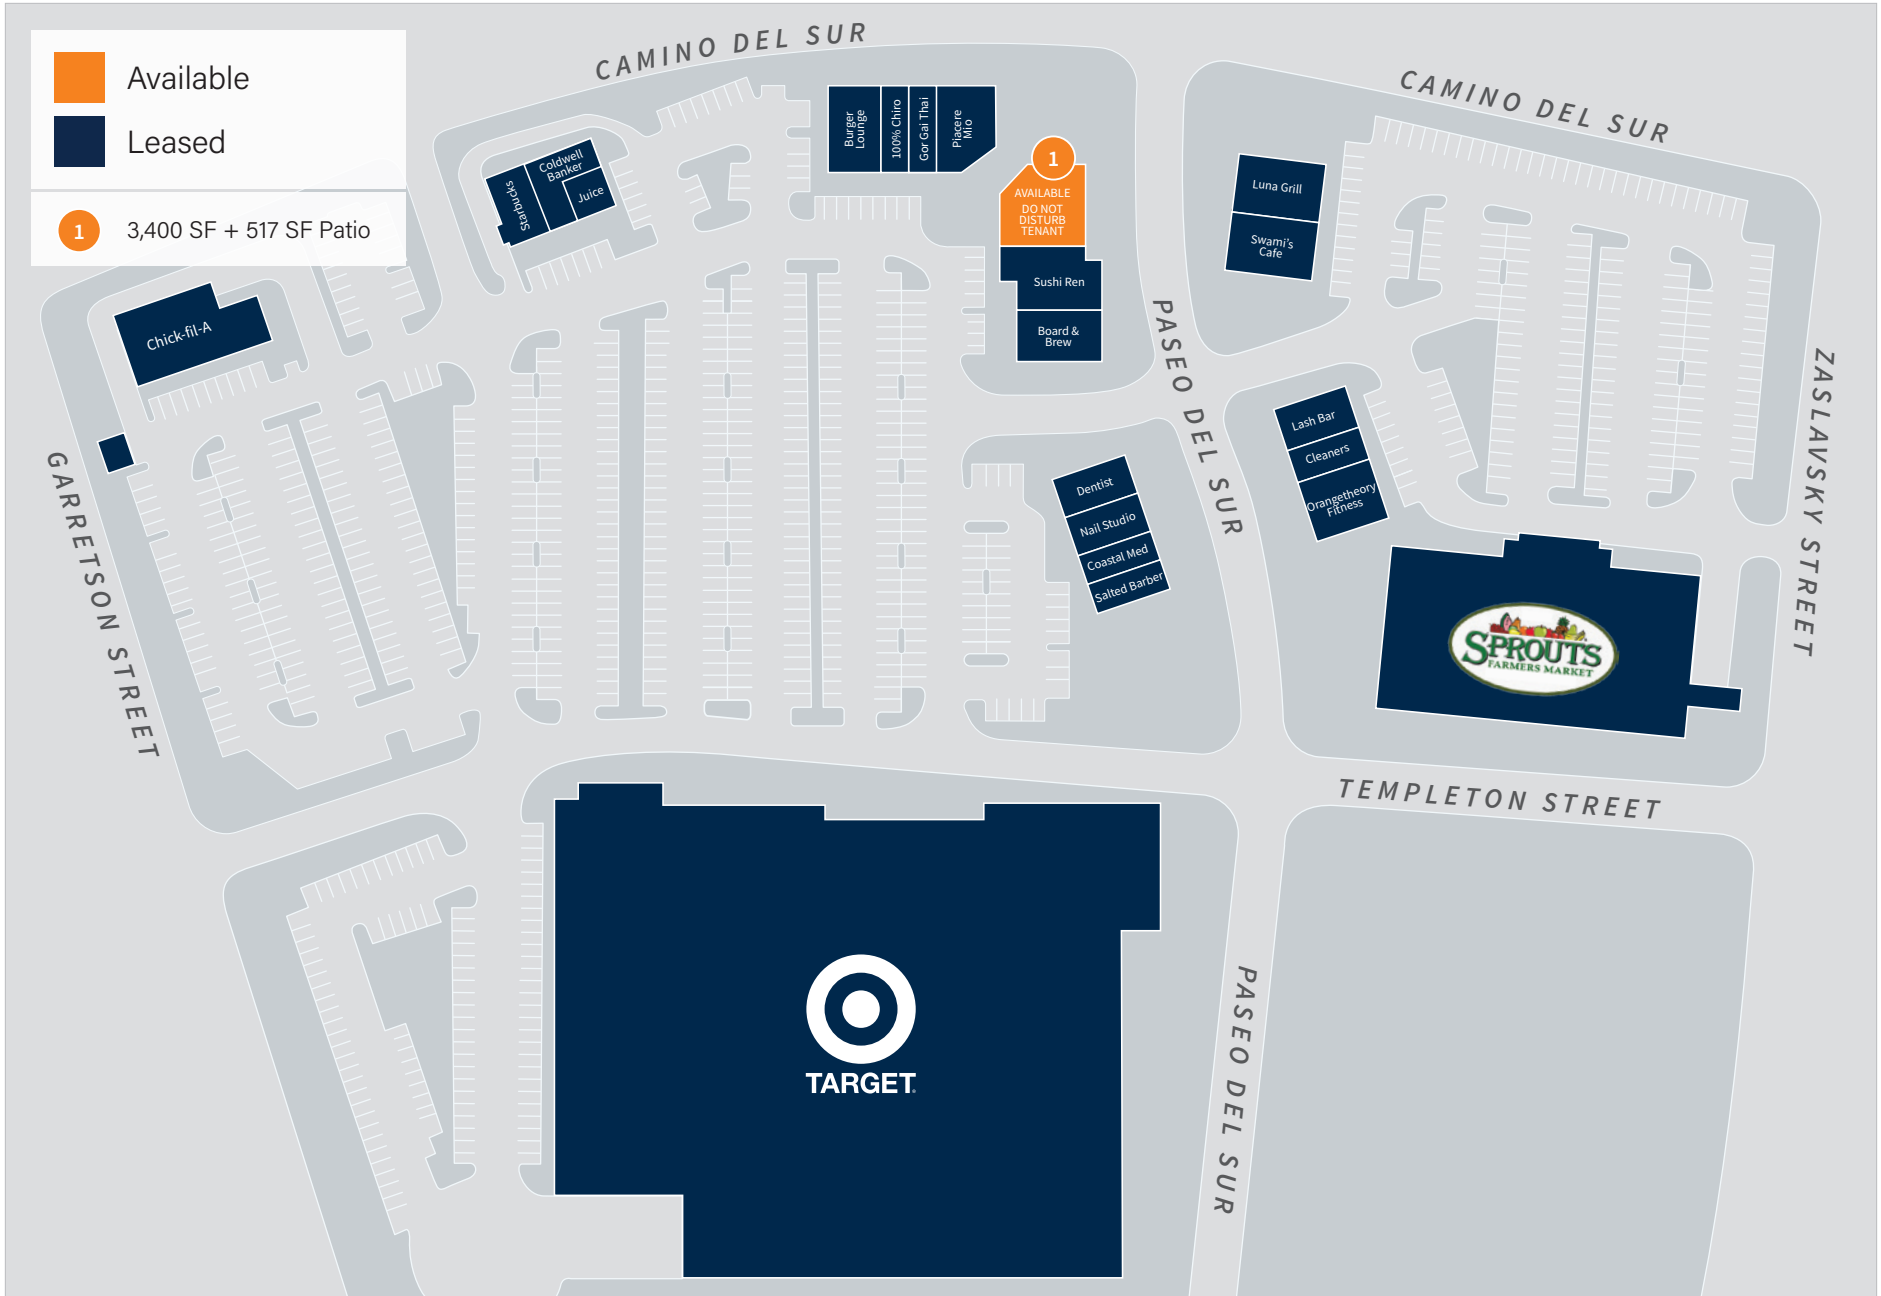 Available
Leased
1
3,400 SF + 517 SF Patio
CAMINO DEL SUR
CAMINO DEL SUR
Burger
Lounge
100% Chiro
Gor Gai Thai
Piacere
Mio
1
AVAILABLE
DO NOT
DISTURB
TENANT
Sushi Ren
Board &
Brew
Starbucks
Coldwell
Banker
Juice
Chick-fil-A
Luna Grill
Swami's
Cafe
PASEO DEL SUR
Lash Bar
Cleaners
Orangetheory
Fitness
Dentist
Nail Studio
Coastal Med
Salted Barber
GARRETSON STREET
ZASLAVSKY STREET
SPROUTS
FARMERS MARKET
TEMPLETON STREET
TARGET
PASEO DEL SUR